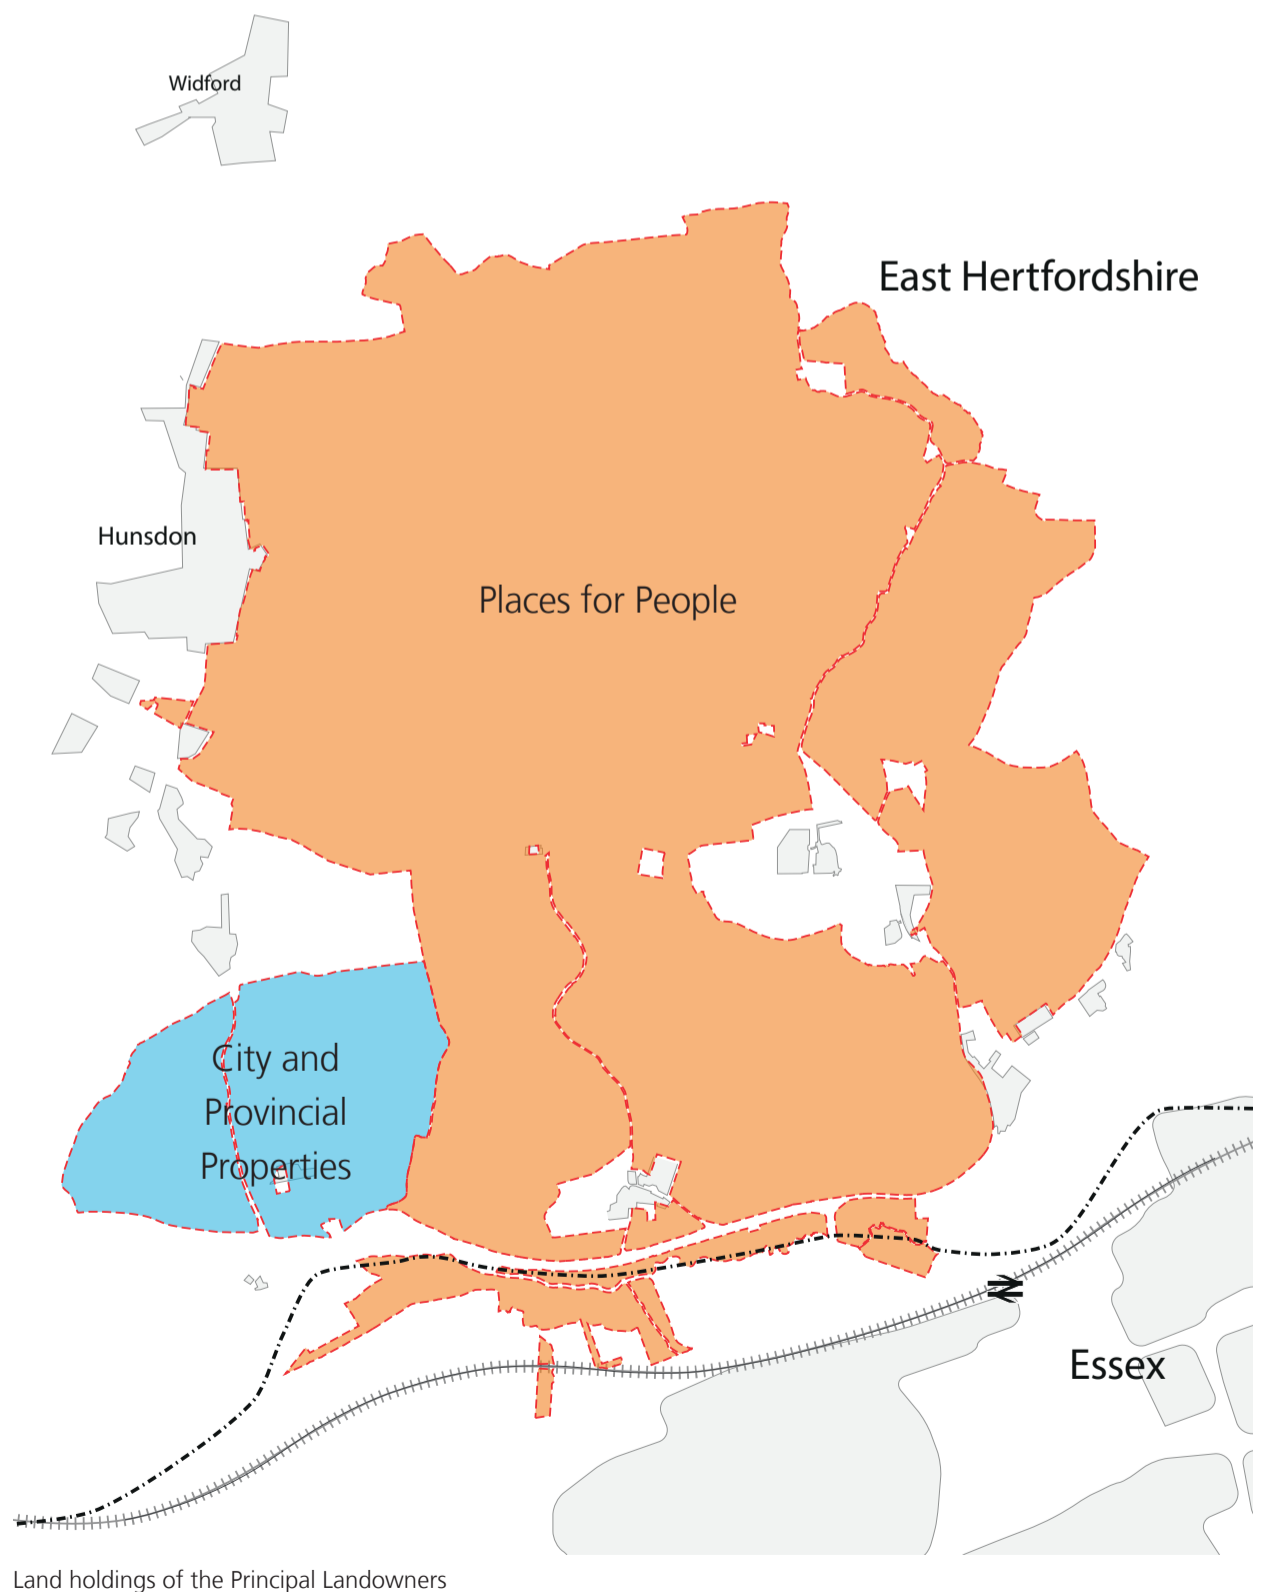 Widford
East Hertfordshire
Hunsdon
Places for People
City and
Provincial
Properties
Essex
Land holdings of the Principal Landowners